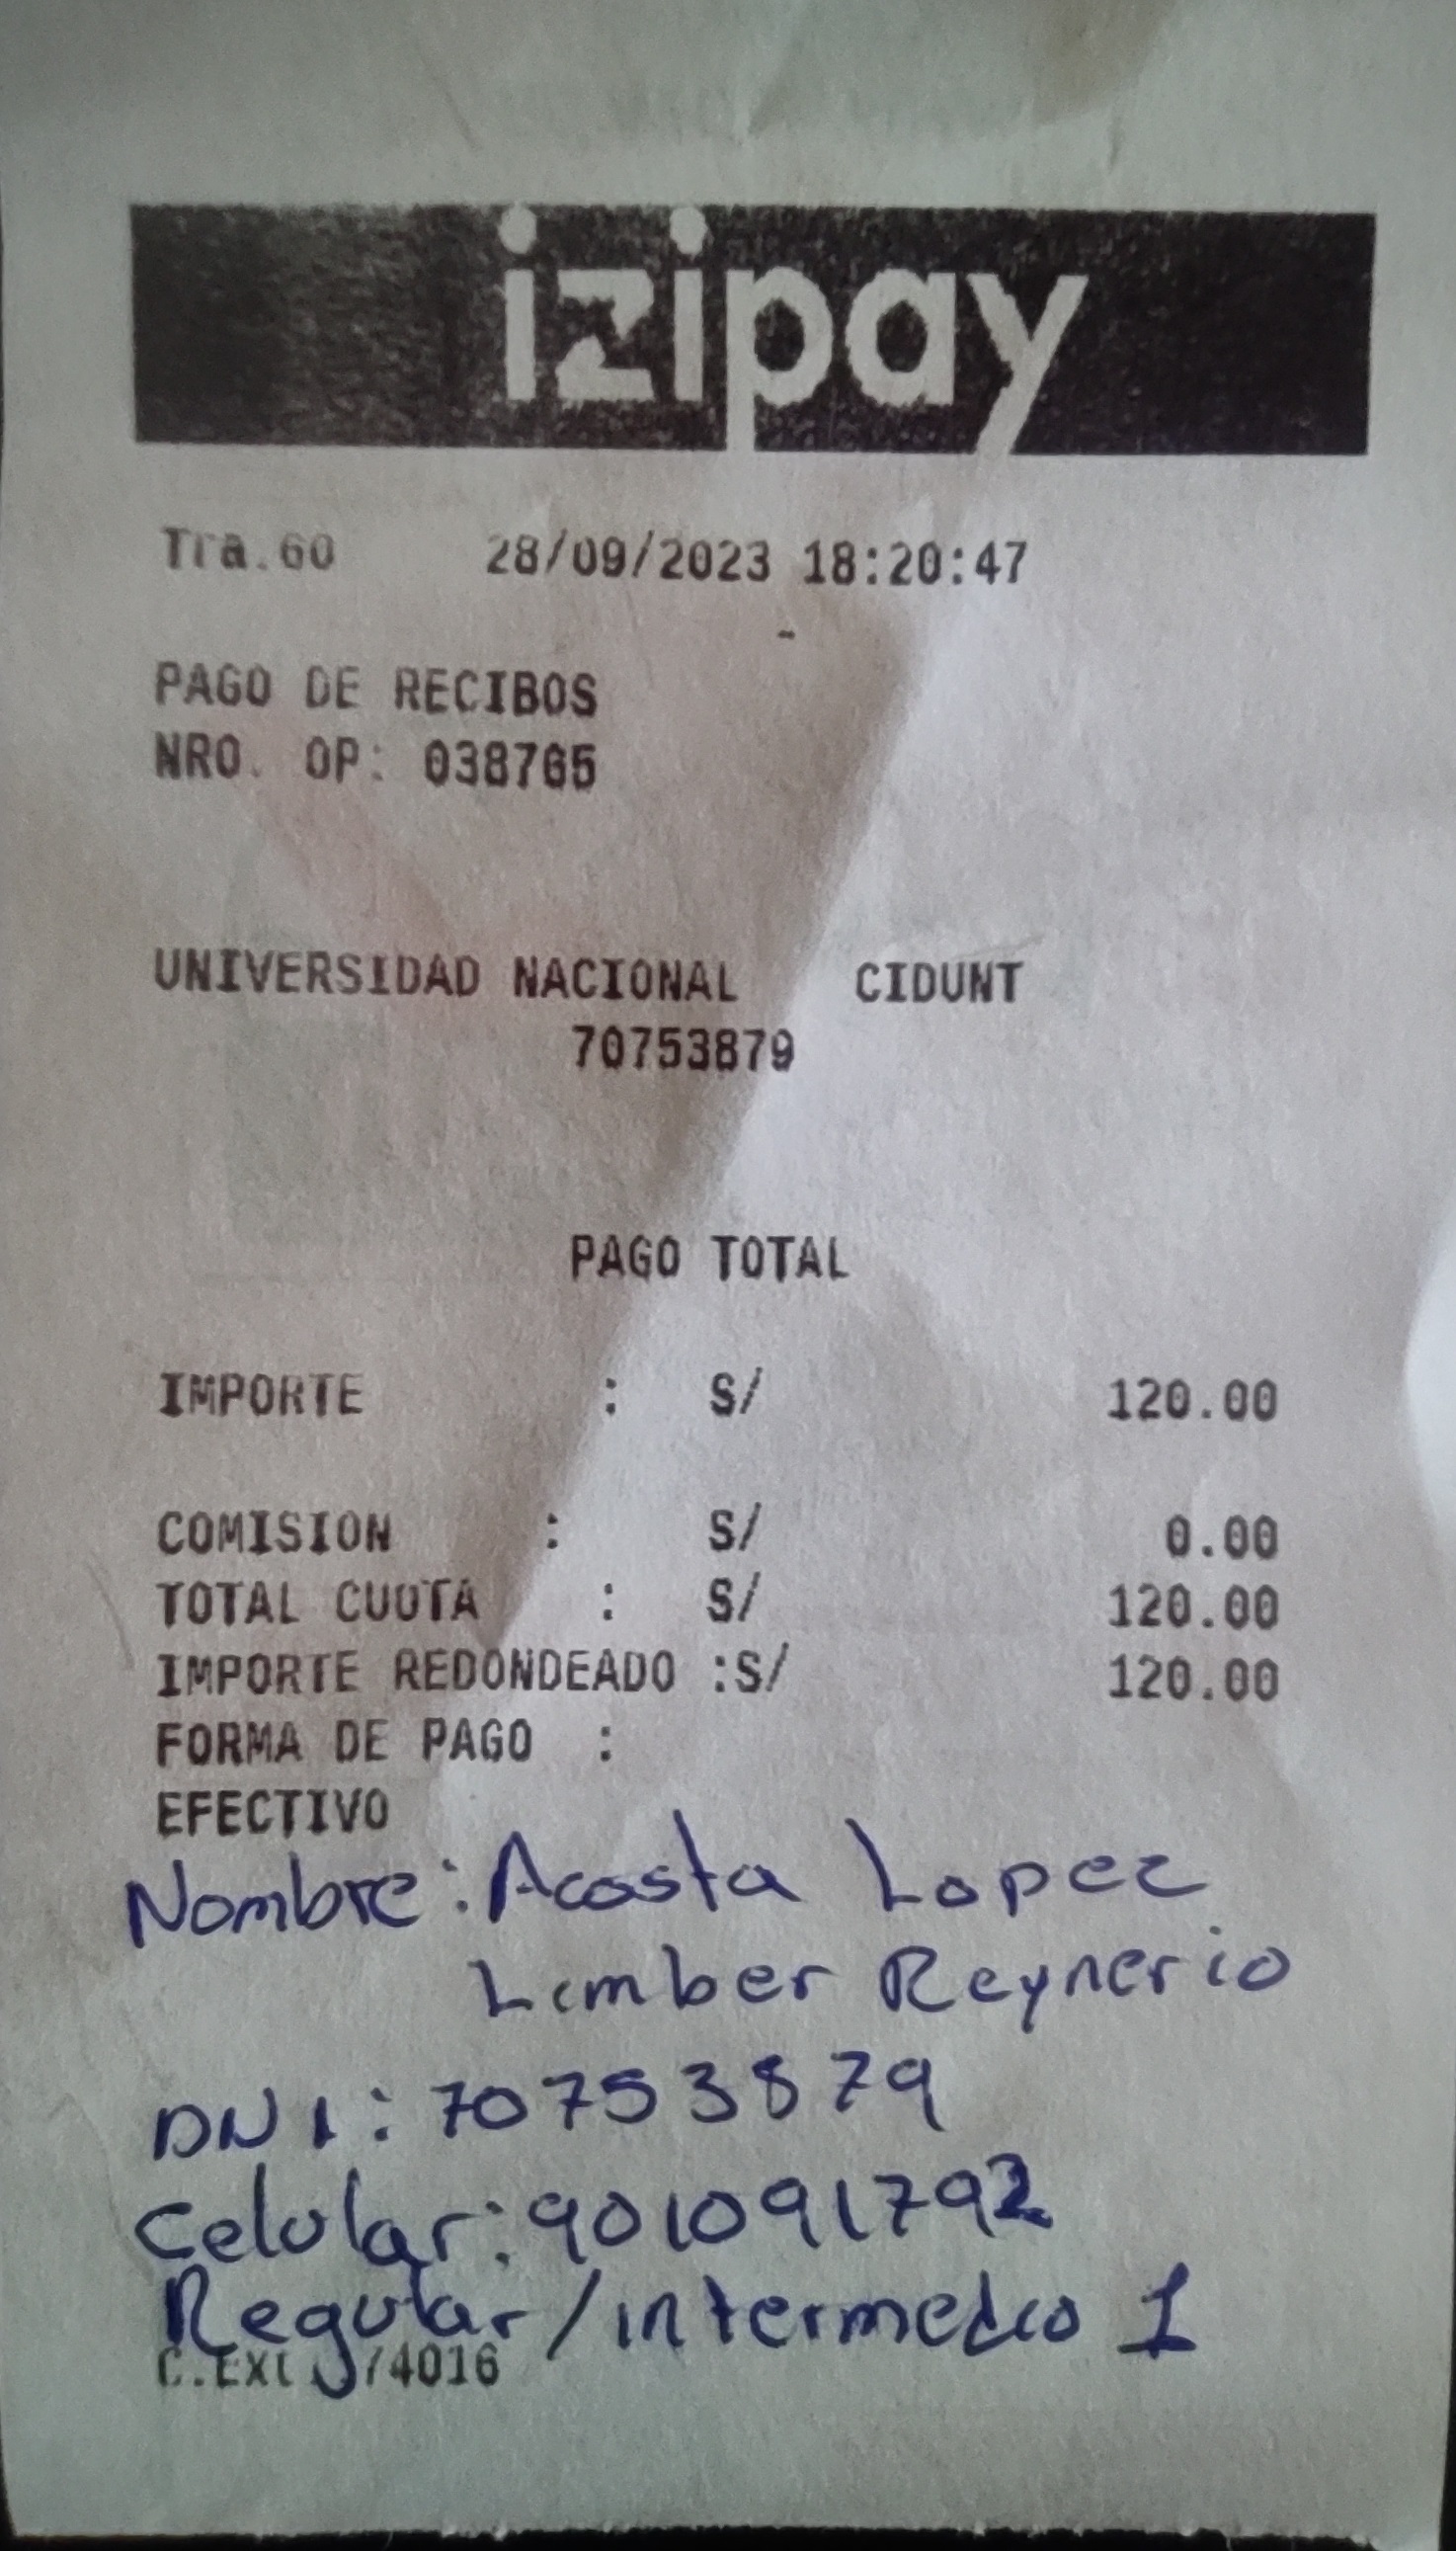 izipay
Tra.60 28/09/2023 18:20:47
PAGO DE RECIBOS
NRO. OP: 038765
UNIVERSIDAD NACIONAL CIDUNT
70753879
PAGO TOTAL
IMPORTE : S/ 120.00
COMISION : S/ 0.00
TOTAL CUOTA : S/ 120.00
IMPORTE REDONDEADO :S/ 120.00
FORMA DE PAGO :
EFECTIVO
Nombre: Acosta Lopez
Limber Reynerio
DNI: 70753879
Celular: 901091792
Regular/intermedio 1
/4016